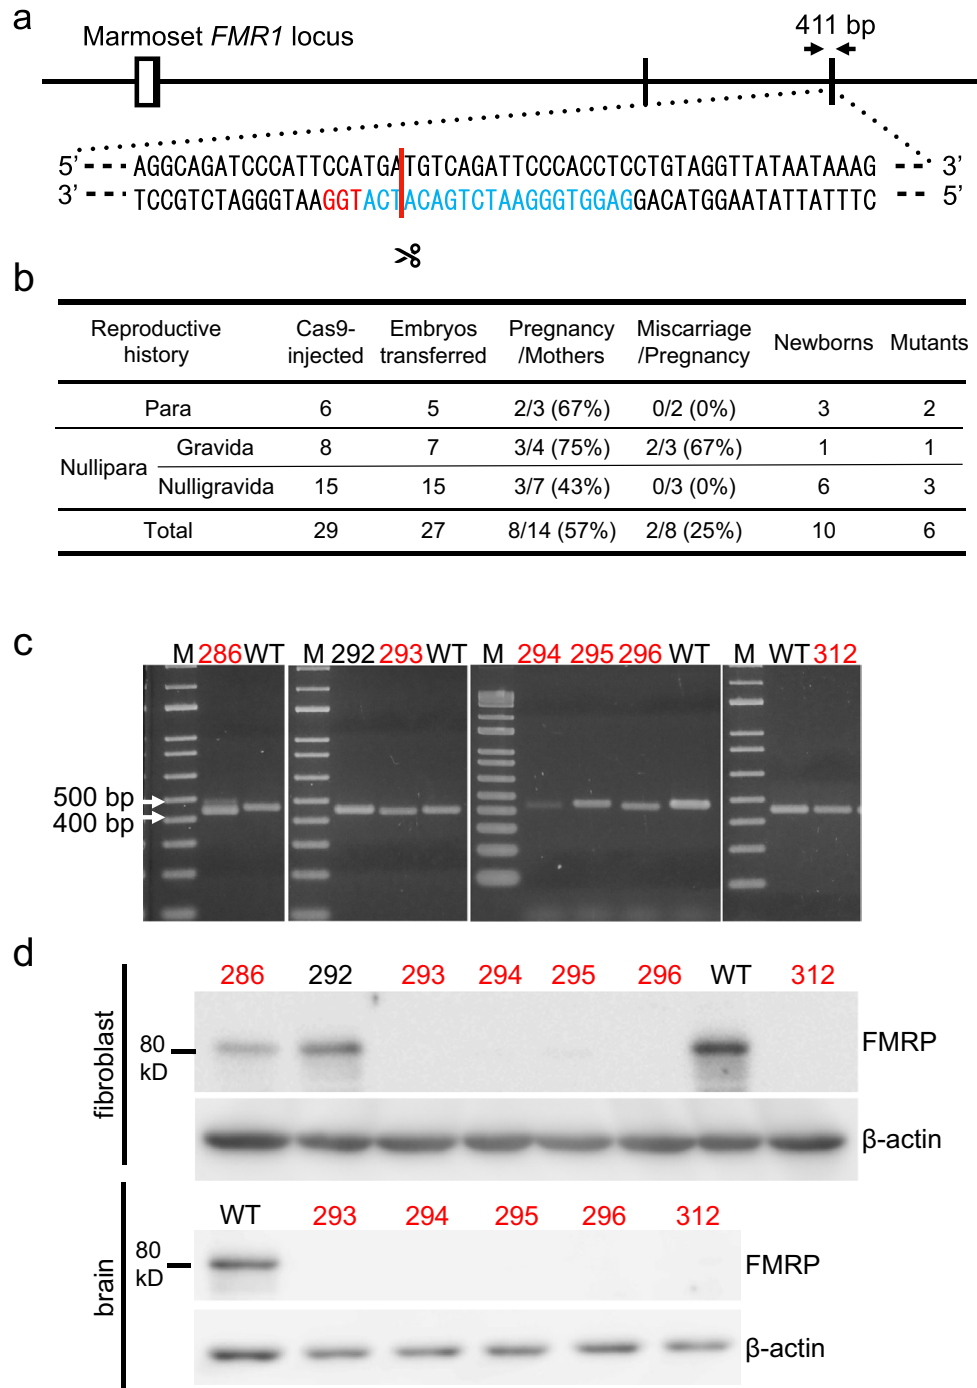 a
Marmoset FMR1 locus
411 bp
5’ AGGCAGATCCCATTCCATGATGTCAGATTCCCACCTCCTGTAGGTTATAATAAAG 3’
3’ TCCGTCTAGGGTAAGGTACTACAGTCTAAGGGTGGAGGACATGGAATATTATTTC 5’
b
Reproductive history Cas9-injected Embryos transferred Pregnancy /Mothers Miscarriage /Pregnancy Newborns Mutants
Para 6 5 2/3 (67%) 0/2 (0%) 3 2
Nullipara Gravida 8 7 3/4 (75%) 2/3 (67%) 1 1
Nulligravida 15 15 3/7 (43%) 0/3 (0%) 6 3
Total 29 27 8/14 (57%) 2/8 (25%) 10 6
c
M 286 WT M 292 293 WT M 294 295 296 WT M WT 312
500 bp
400 bp
d
286 292 293 294 295 296 WT 312
fibroblast
80 kD
FMRP
β-actin
WT 293 294 295 296 312
brain
80 kD
FMRP
β-actin